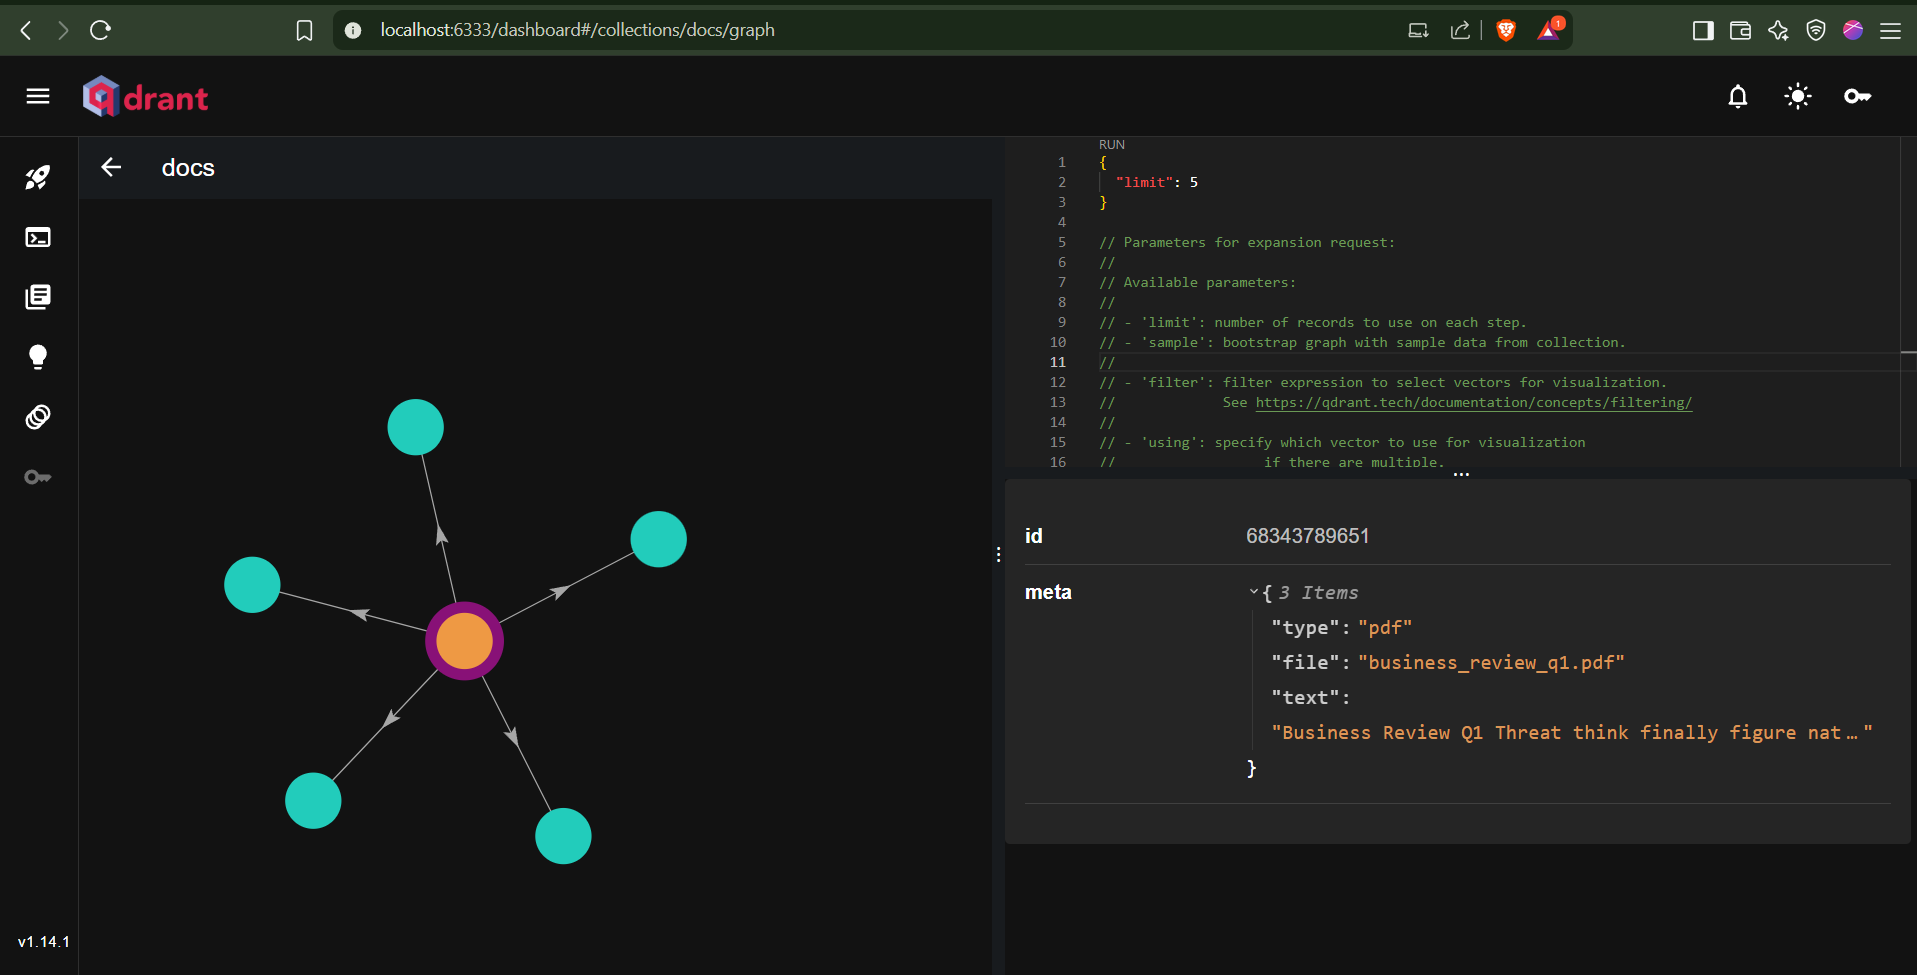 localhost:6333/dashboard#/collections/docs/graph
1
qdrant
docs
RUN
1 {
2 "limit": 5
3 }
4
5 // Parameters for expansion request:
6 //
7 // Available parameters:
8 //
9 // - 'limit': number of records to use on each step.
10 // - 'sample': bootstrap graph with sample data from collection.
11 //
12 // - 'filter': filter expression to select vectors for visualization.
13 // See https://qdrant.tech/documentation/concepts/filtering/
14 //
15 // - 'using': specify which vector to use for visualization
16 // if there are multiple.
id 68343789651
meta { 3 Items
"type": "pdf"
"file": "business_review_q1.pdf"
"text":
"Business Review Q1 Threat think finally figure nat…"
}
v1.14.1